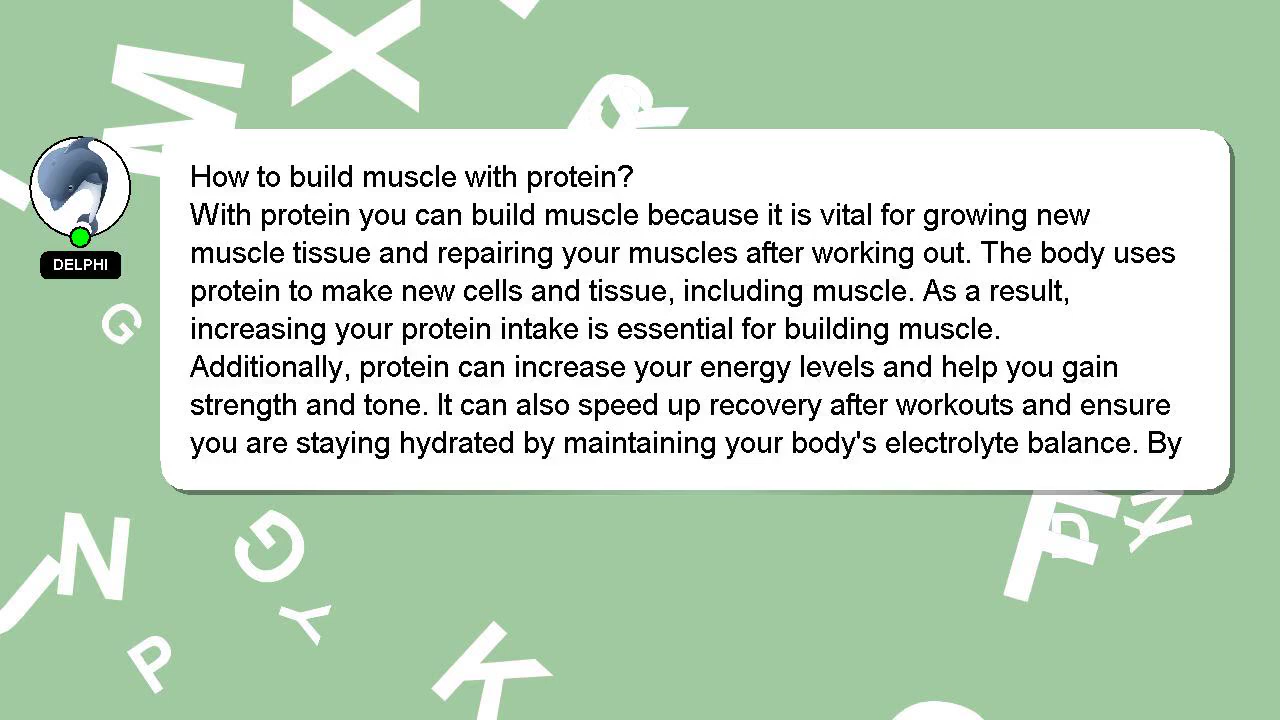 How to build muscle with protein?
With protein you can build muscle because it is vital for growing new
muscle tissue and repairing your muscles after working out. The body uses
protein to make new cells and tissue, including muscle. As a result,
increasing your protein intake is essential for building muscle.
Additionally, protein can increase your energy levels and help you gain
strength and tone. It can also speed up recovery after workouts and ensure
you are staying hydrated by maintaining your body's electrolyte balance. By
DELPHI
X
M
G
N
G
Y
P
K
F
D